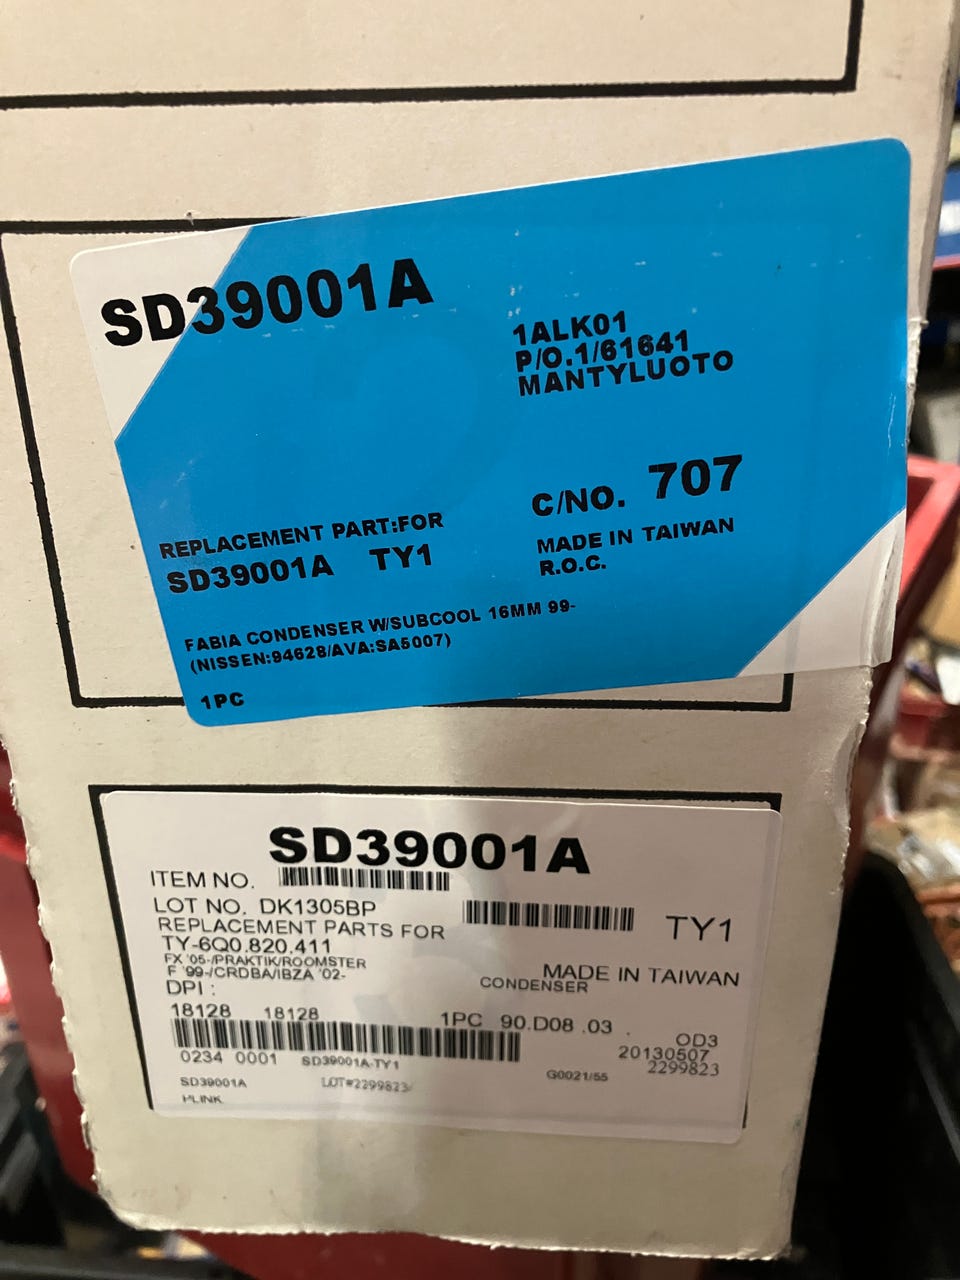 SD39001A
1ALK01
P/O.1/61641
MANTYLUOTO
C/NO. 707
MADE IN TAIWAN
R.O.C.
REPLACEMENT PART:FOR
SD39001A TY1
FABIA CONDENSER W/SUBCOOL 16MM 99-
(NISSEN:94628/AVA:SA5007)
1PC
SD39001A
ITEM NO.
LOT NO. DK1305BP
REPLACEMENT PARTS FOR
TY1
TY-6Q0.820.411
FX '05-/PRAKTIK/ROOMSTER
F '99-/CRDBA/IBZA '02-
MADE IN TAIWAN
CONDENSER
DPI :
18128 18128
1PC 90.D08 .03 .
OD3
20130507
2299823
0234 0001 SD39001A-TY1
G0021/55
SD39001A LOT#2299823/
PLINK